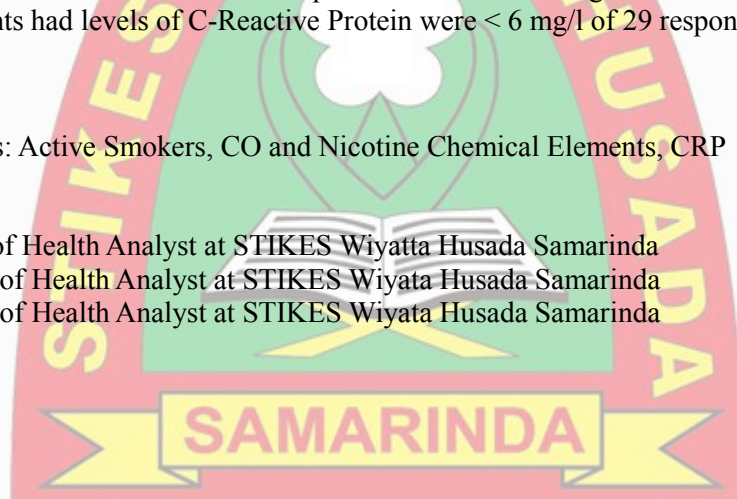 nts had levels of C-Reactive Protein were < 6 mg/l of 29 respon
s: Active Smokers, CO and Nicotine Chemical Elements, CRP
of Health Analyst at STIKES Wiyatta Husada Samarinda
of Health Analyst at STIKES Wiyata Husada Samarinda
of Health Analyst at STIKES Wiyata Husada Samarinda
STIKES
HUSADA
SAMARINDA